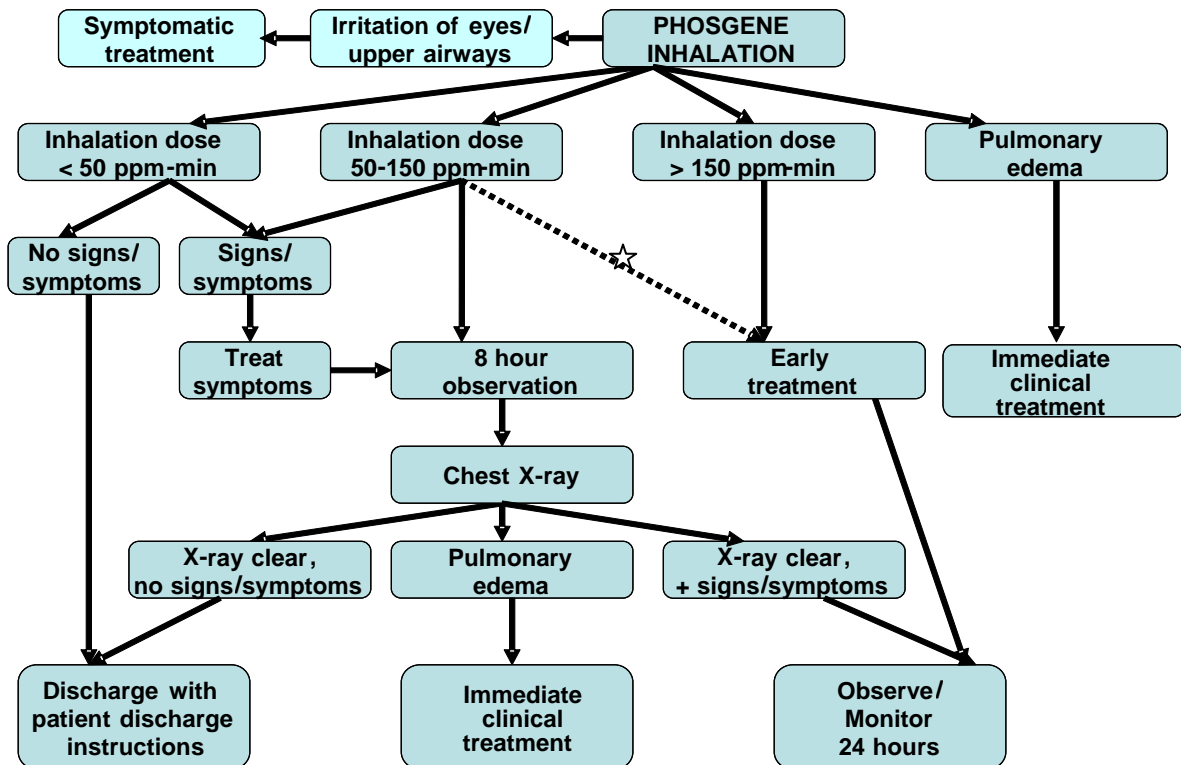 Symptomatic
treatment
Irritation of eyes/
upper airways
PHOSGENE
INHALATION
Inhalation dose
< 50 ppm-min
Inhalation dose
50-150 ppm-min
Inhalation dose
> 150 ppm-min
Pulmonary
edema
No signs/
symptoms
Signs/
symptoms
Treat
symptoms
8 hour
observation
Early
treatment
Immediate
clinical
treatment
Chest X-ray
X-ray clear,
no signs/symptoms
Pulmonary
edema
X-ray clear,
+ signs/symptoms
Discharge with
patient discharge
instructions
Immediate
clinical
treatment
Observe/
Monitor
24 hours